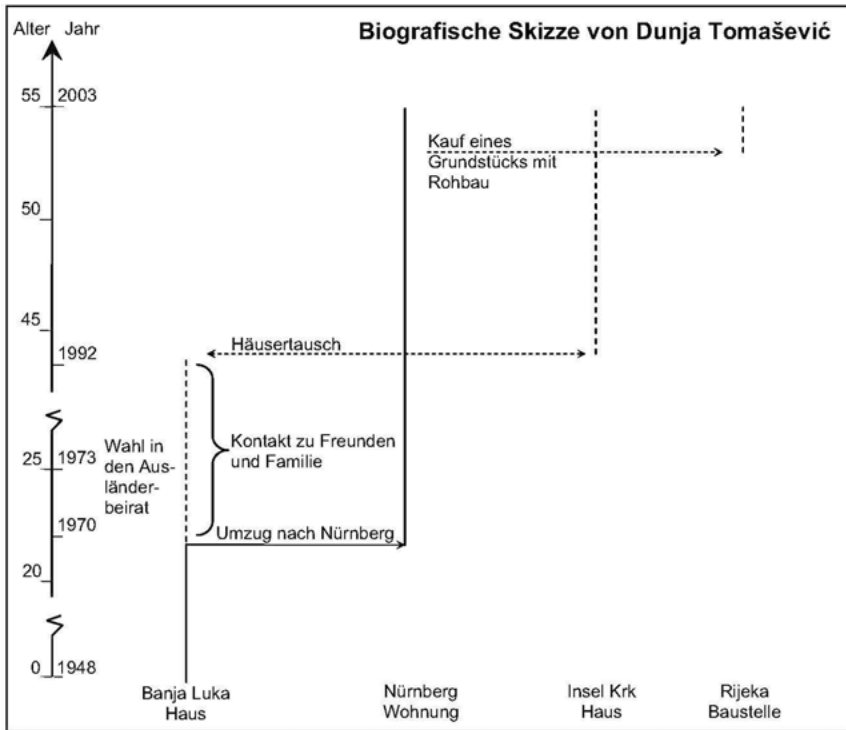 Alter Jahr
Biografische Skizze von Dunja Tomašević
55 2003
Kauf eines
Grundstücks mit
Rohbau
50
45
Häusertausch
1992
Wahl in
den Aus-
länder-
beirat
Kontakt zu Freunden
und Familie
25 1973
1970
Umzug nach Nürnberg
20
0 1948
Banja Luka
Haus
Nürnberg
Wohnung
Insel Krk
Haus
Rijeka
Baustelle